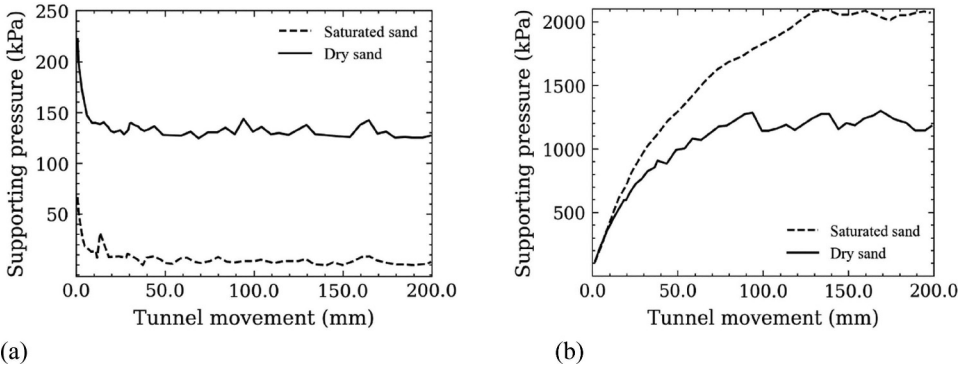 250
200
150
100
50
Supporting pressure (kPa)
Saturated sand
Dry sand
0.0 50.0 100.0 150.0 200.0
Tunnel movement (mm)
(a)
2000
1500
1000
500
Supporting pressure (kPa)
Saturated sand
Dry sand
0.0 50.0 100.0 150.0 200.0
Tunnel movement (mm)
(b)